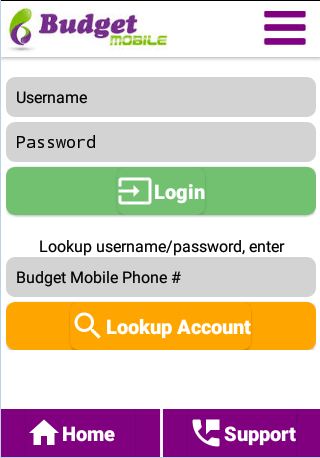 Budget
MOBILE
Username
Password
Login
Lookup username/password, enter
Budget Mobile Phone #
Lookup Account
Home
Support